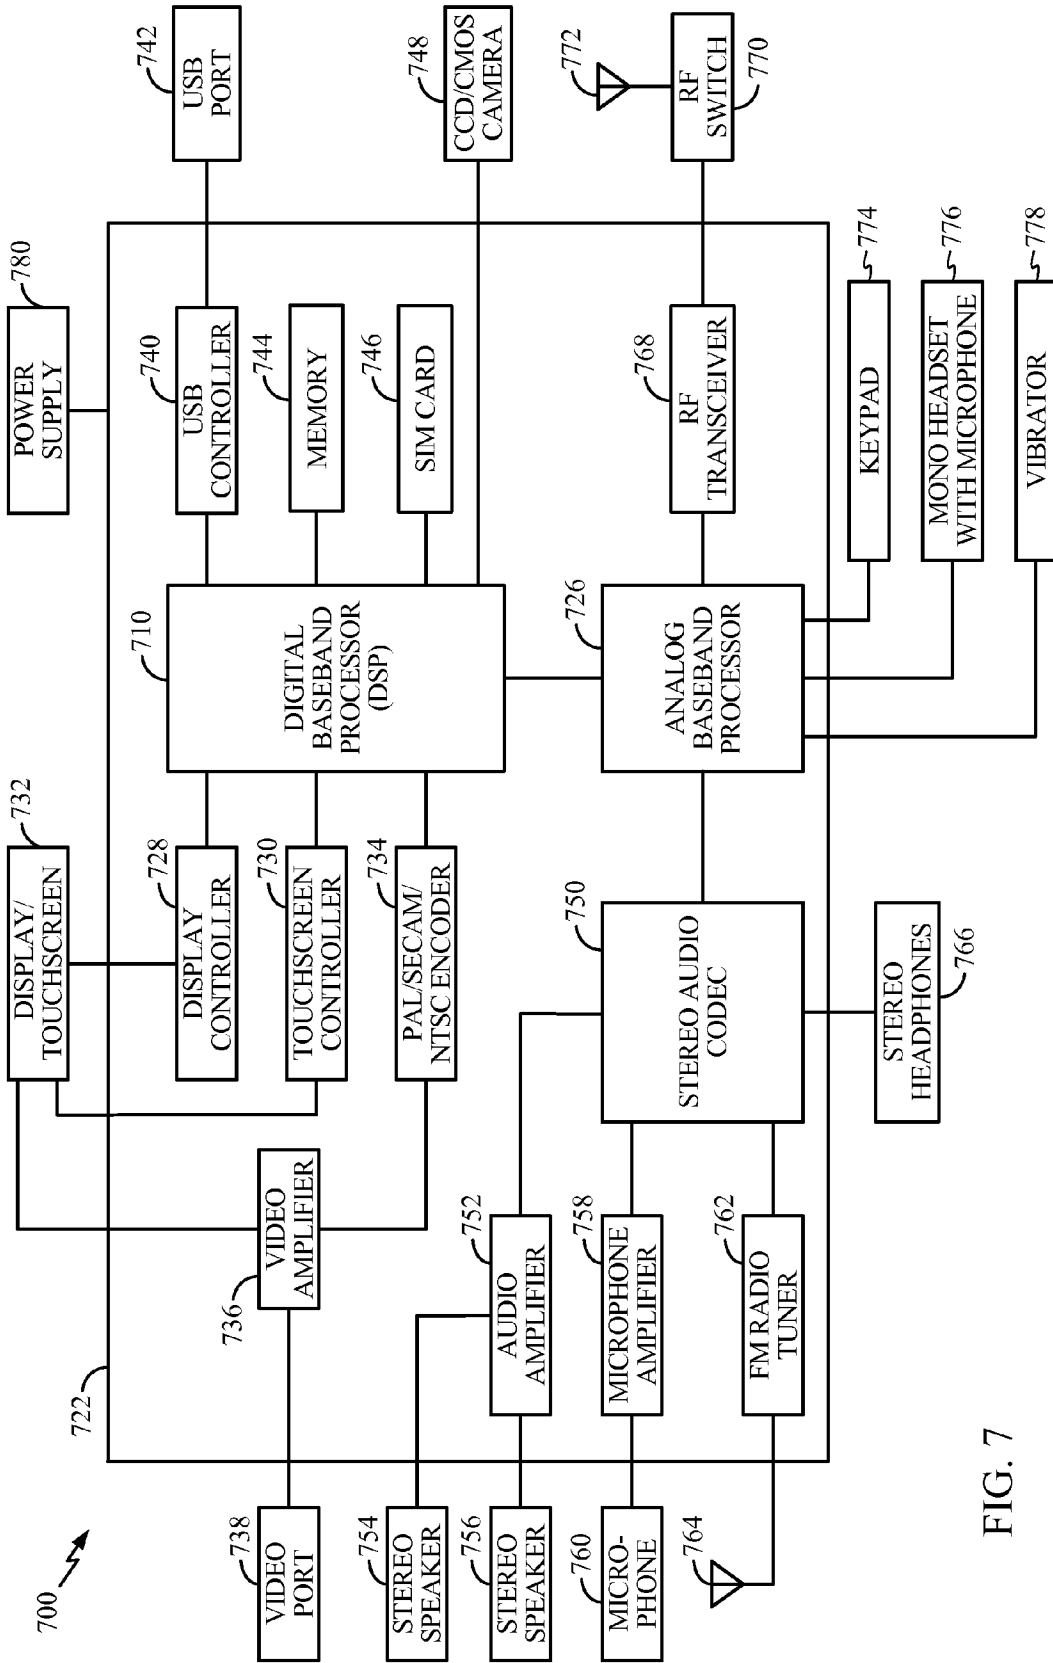 700
722
732
DISPLAY/
TOUCHSCREEN
780
POWER
SUPPLY
738
VIDEO
PORT
736
VIDEO
AMPLIFIER
728
DISPLAY
CONTROLLER
730
TOUCHSCREEN
CONTROLLER
734
PAL/SECAM/
NTSC ENCODER
710
DIGITAL
BASEBAND
PROCESSOR
(DSP)
740
USB
CONTROLLER
742
USB
PORT
744
MEMORY
746
SIM CARD
748
CCD/CMOS
CAMERA
754
STEREO
SPEAKER
756
STEREO
SPEAKER
752
AUDIO
AMPLIFIER
760
MICRO-
PHONE
758
MICROPHONE
AMPLIFIER
764
762
FM RADIO
TUNER
750
STEREO AUDIO
CODEC
726
ANALOG
BASEBAND
PROCESSOR
768
RF
TRANSCEIVER
772
RF
SWITCH
770
STEREO
HEADPHONES
766
KEYPAD
774
MONO HEADSET
WITH MICROPHONE
776
VIBRATOR
778
FIG. 7